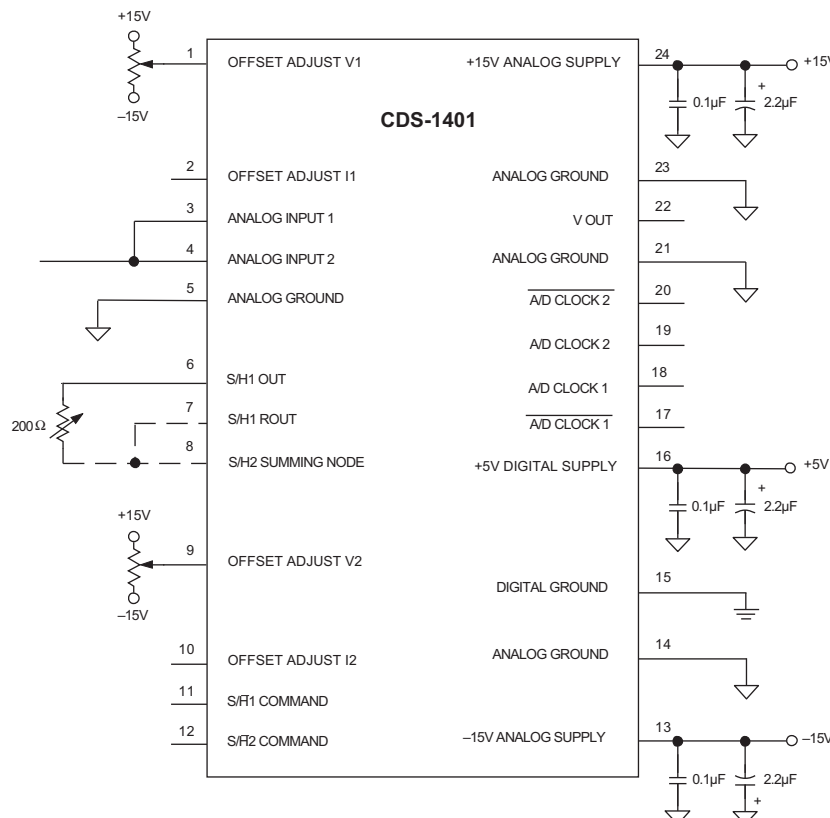 +15V
–15V
1
OFFSET ADJUST V1
CDS-1401
2
OFFSET ADJUST I1
3
ANALOG INPUT 1
4
ANALOG INPUT 2
5
ANALOG GROUND
6
S/H1 OUT
200Ω
7
S/H1 ROUT
8
S/H2 SUMMING NODE
+15V
–15V
9
OFFSET ADJUST V2
10
OFFSET ADJUST I2
11
S/H̅1 COMMAND
12
S/H̅2 COMMAND
+15V ANALOG SUPPLY
24
+15V
0.1µF
+
2.2µF
ANALOG GROUND
23
V OUT
22
ANALOG GROUND
21
A/D CLOCK 2
20
A/D CLOCK 2
19
A/D CLOCK 1
18
A/D CLOCK 1
17
+5V DIGITAL SUPPLY
16
+5V
0.1µF
+
2.2µF
DIGITAL GROUND
15
ANALOG GROUND
14
–15V ANALOG SUPPLY
13
–15V
0.1µF
2.2µF
+